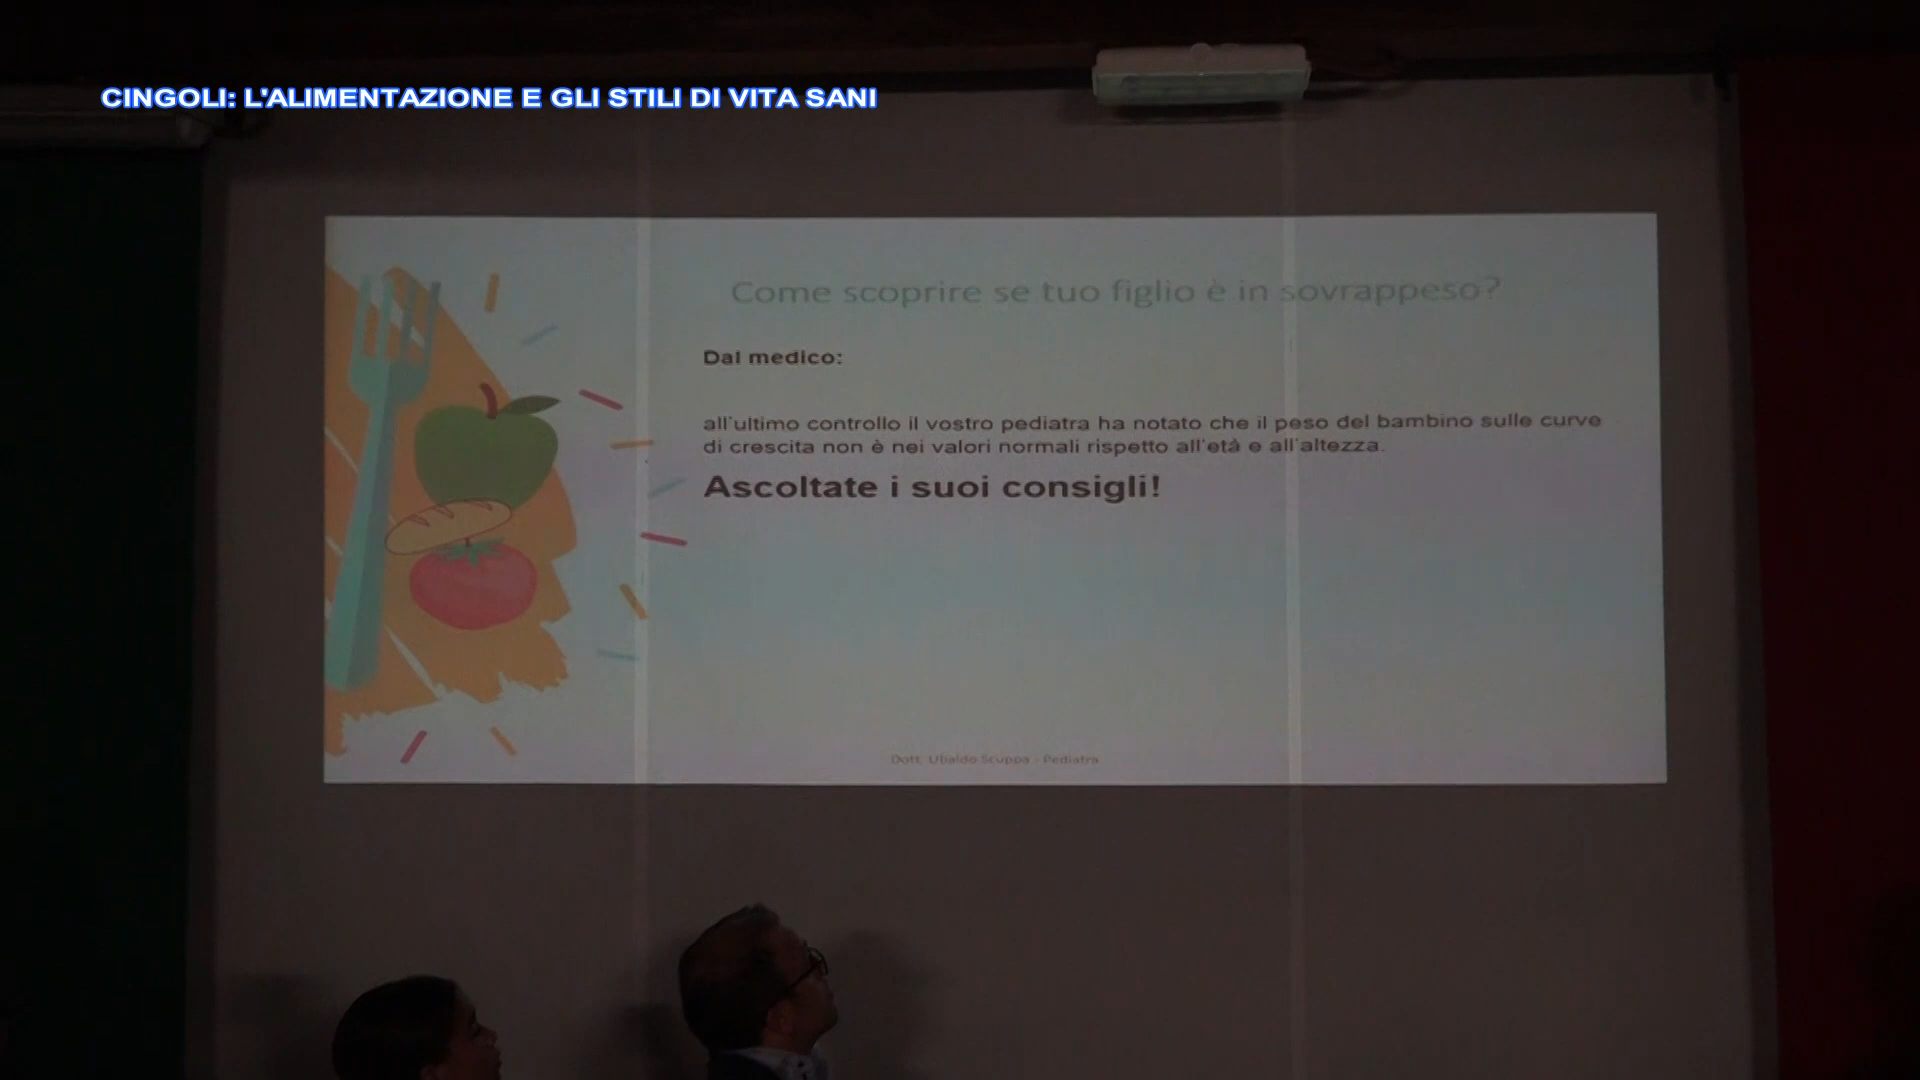 CINGOLI: L'ALIMENTAZIONE E GLI STILI DI VITA SANI
Come scoprire se tuo figlio è in sovrappeso?
Dal medico:
all'ultimo controllo il vostro pediatra ha notato che il peso del bambino sulle curve
di crescita non è nei valori normali rispetto all'età e all'altezza.
Ascoltate i suoi consigli!
Dott. Ubaldo Scuppa - Pediatra